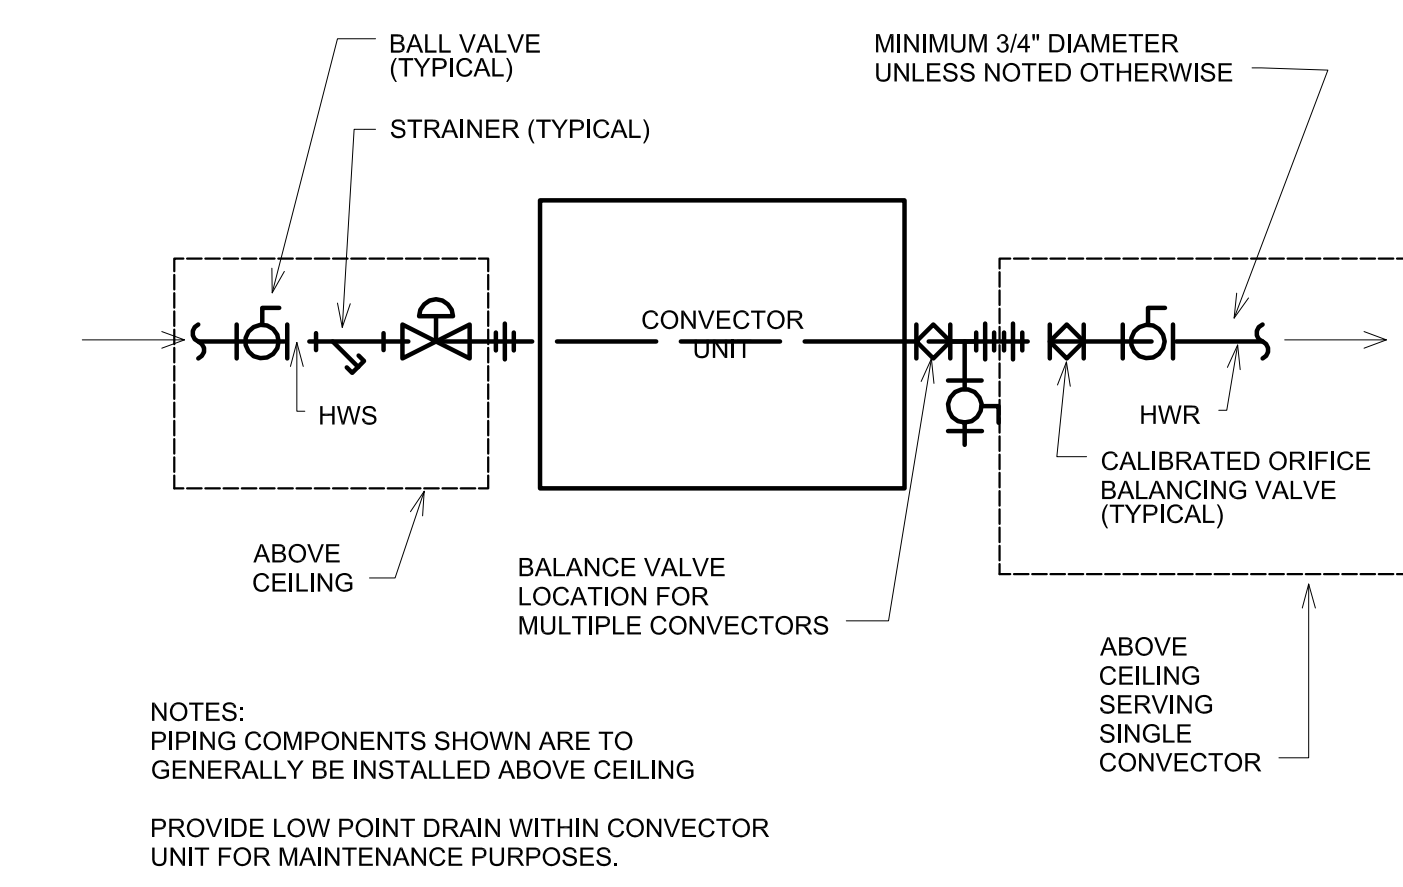 BALL VALVE
(TYPICAL)
MINIMUM 3/4" DIAMETER
UNLESS NOTED OTHERWISE
STRAINER (TYPICAL)
CONVECTOR
UNIT
HWS
HWR
CALIBRATED ORIFICE
BALANCING VALVE
(TYPICAL)
ABOVE
CEILING
BALANCE VALVE
LOCATION FOR
MULTIPLE CONVECTORS
ABOVE
CEILING
SERVING
SINGLE
CONVECTOR
NOTES:
PIPING COMPONENTS SHOWN ARE TO
GENERALLY BE INSTALLED ABOVE CEILING
PROVIDE LOW POINT DRAIN WITHIN CONVECTOR
UNIT FOR MAINTENANCE PURPOSES.